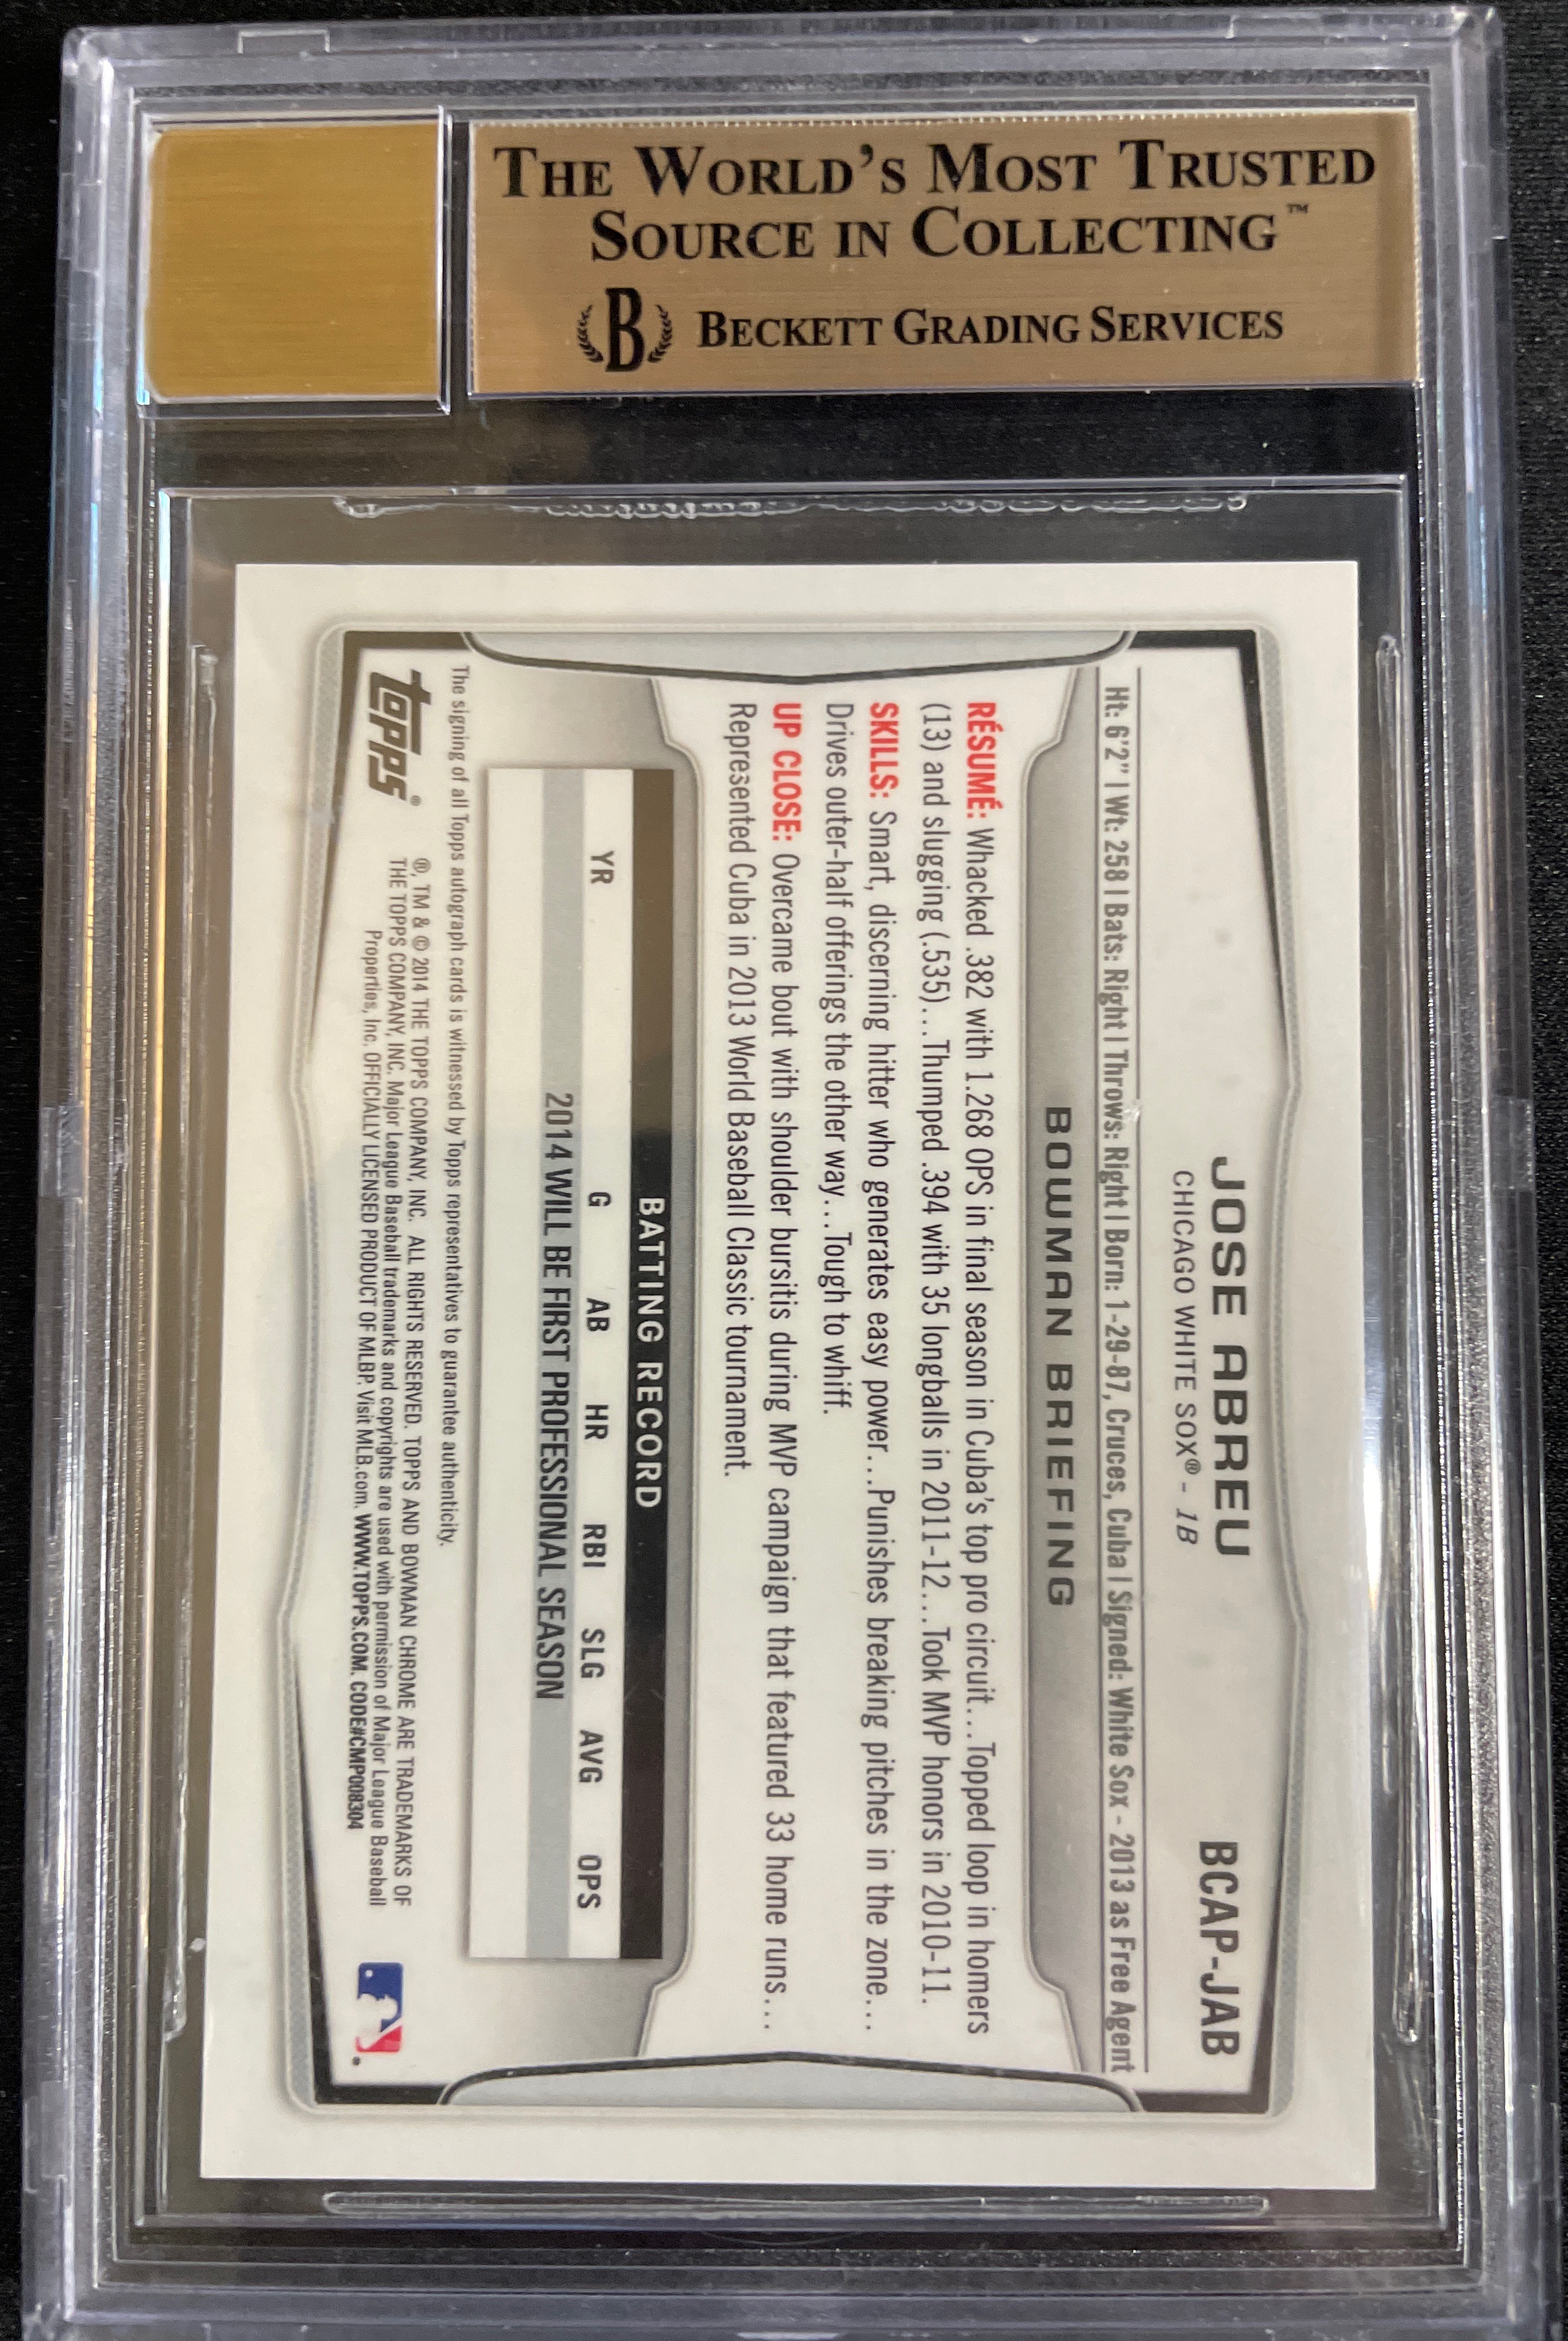 THE WORLD'S MOST TRUSTED
SOURCE IN COLLECTING™
B BECKETT GRADING SERVICES
JOSE ABREU
BCAP-JAB
CHICAGO WHITE SOX® - 1B
Ht: 6'2" | Wt: 258 | Bats: Right | Throws: Right | Born: 1-29-87, Cruces, Cuba | Signed: White Sox - 2013 as Free Agent
BOWMAN BRIEFING
RÉSUMÉ: Whacked .382 with 1.268 OPS in final season in Cuba's top pro circuit...Topped loop in homers
(13) and slugging (.535)...Thumped .394 with 35 longballs in 2011-12...Took MVP honors in 2010-11.
SKILLS: Smart, discerning hitter who generates easy power...Punishes breaking pitches in the zone...
Drives outer-half offerings the other way...Tough to whiff.
UP CLOSE: Overcame bout with shoulder bursitis during MVP campaign that featured 33 home runs...
Represented Cuba in 2013 World Baseball Classic tournament.
BATTING RECORD
YR G AB HR RBI SLG AVG OPS
2014 WILL BE FIRST PROFESSIONAL SEASON
The signing of all Topps autograph cards is witnessed by Topps representatives to guarantee authenticity.
topps®
®, TM & © 2014 THE TOPPS COMPANY, INC. ALL RIGHTS RESERVED. TOPPS AND BOWMAN CHROME ARE TRADEMARKS OF
THE TOPPS COMPANY, INC. Major League Baseball trademarks and copyrights are used with permission of Major League Baseball
Properties, Inc. OFFICIALLY LICENSED PRODUCT OF MLBP. Visit MLB.com. WWW.TOPPS.COM. CODE#CMP008304